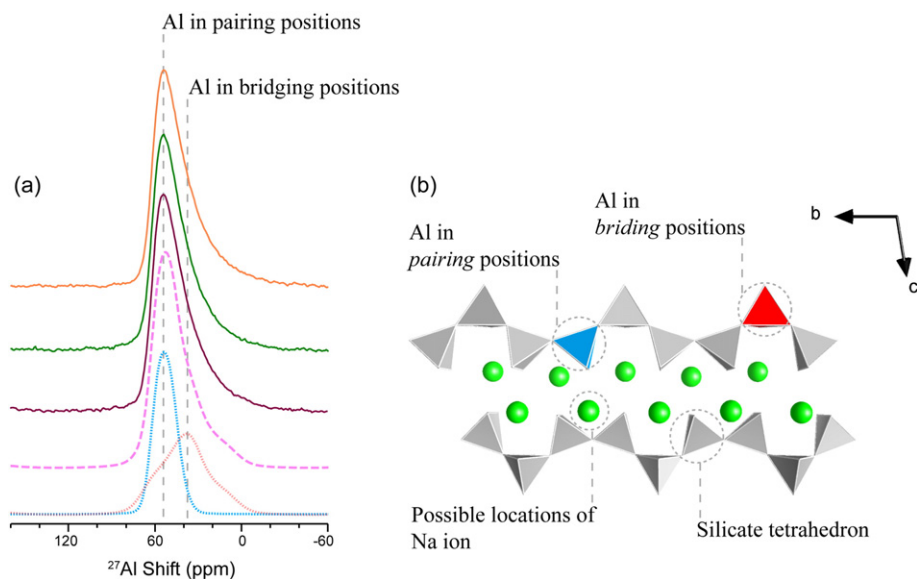 Al in pairing positions
Al in bridging positions
(a)
120
60
0
-60
27Al Shift (ppm)
(b)
Al in
pairing positions
Al in
briding positions
b
c
Possible locations of
Na ion
Silicate tetrahedron